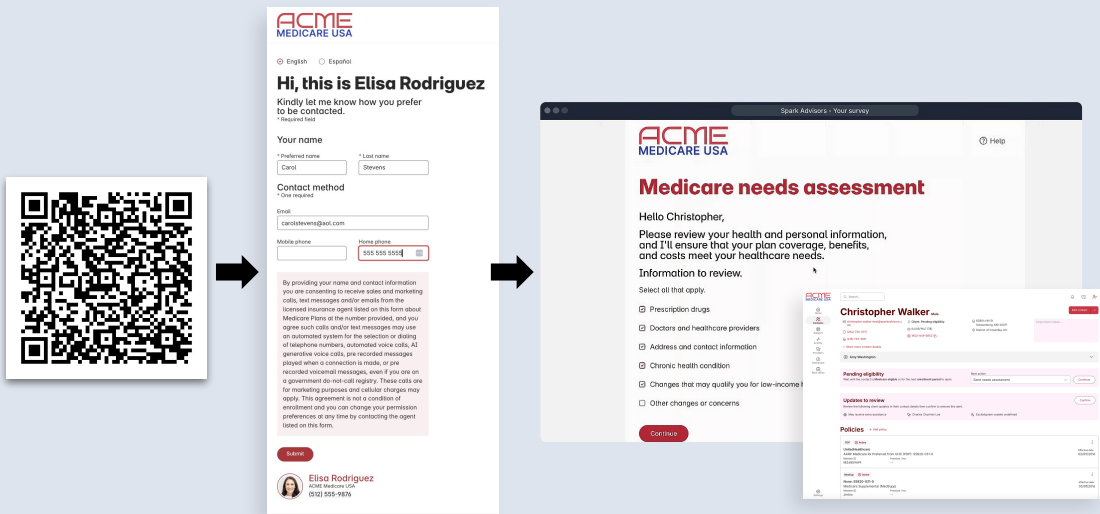 ACME
MEDICARE USA
English Español
Hi, this is Elisa Rodriguez
Kindly let me know how you prefer
to be contacted.
* Required field
Your name
* Preferred name * Last name
Carol Stevens
Contact method
* One required
Email
carolstevens@aol.com
Mobile phone Home phone
555 555 5555
By providing your name and contact information
you are consenting to receive sales and marketing
calls, text messages and/or emails from the
licensed insurance agent listed on this form about
Medicare Plans at the number provided, and you
agree such calls and/or text messages may use
an automated system for the selection or dialing
of telephone numbers, automated voice calls, AI
generative voice calls, pre recorded messages
played when a connection is made, or pre
recorded voicemail messages, even if you are on
a government do-not-call registry. These calls are
for marketing purposes and cellular charges may
apply. This agreement is not a condition of
enrollment and you can change your permission
preferences at any time by contacting the agent
listed on this form.
Submit
Elisa Rodriguez
ACME Medicare USA
(512) 555-9876
Spark Advisors - Your survey
ACME
MEDICARE USA
Help
Medicare needs assessment
Hello Christopher,
Please review your health and personal information,
and I'll ensure that your plan coverage, benefits,
and costs meet your healthcare needs.
Information to review.
Select all that apply.
Prescription drugs
Doctors and healthcare providers
Address and contact information
Chronic health condition
Changes that may qualify you for low-income
Other changes or concerns
Continue
ACME
MEDICARE USA
Search...
Christopher Walker
Amy Washington
Pending eligibility
Send needs assessment
Continue
Updates to review
Policies
Add policy
UnitedHealthcare
Medicare Supplemental (Medigap)